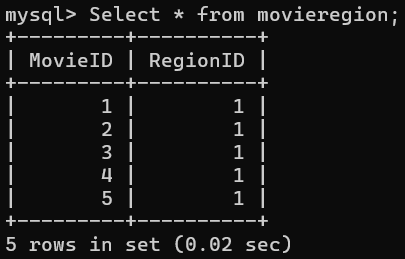 mysql> Select * from movieregion;
+---------+----------+
| MovieID | RegionID |
+---------+----------+
|       1 |        1 |
|       2 |        1 |
|       3 |        1 |
|       4 |        1 |
|       5 |        1 |
+---------+----------+
5 rows in set (0.02 sec)